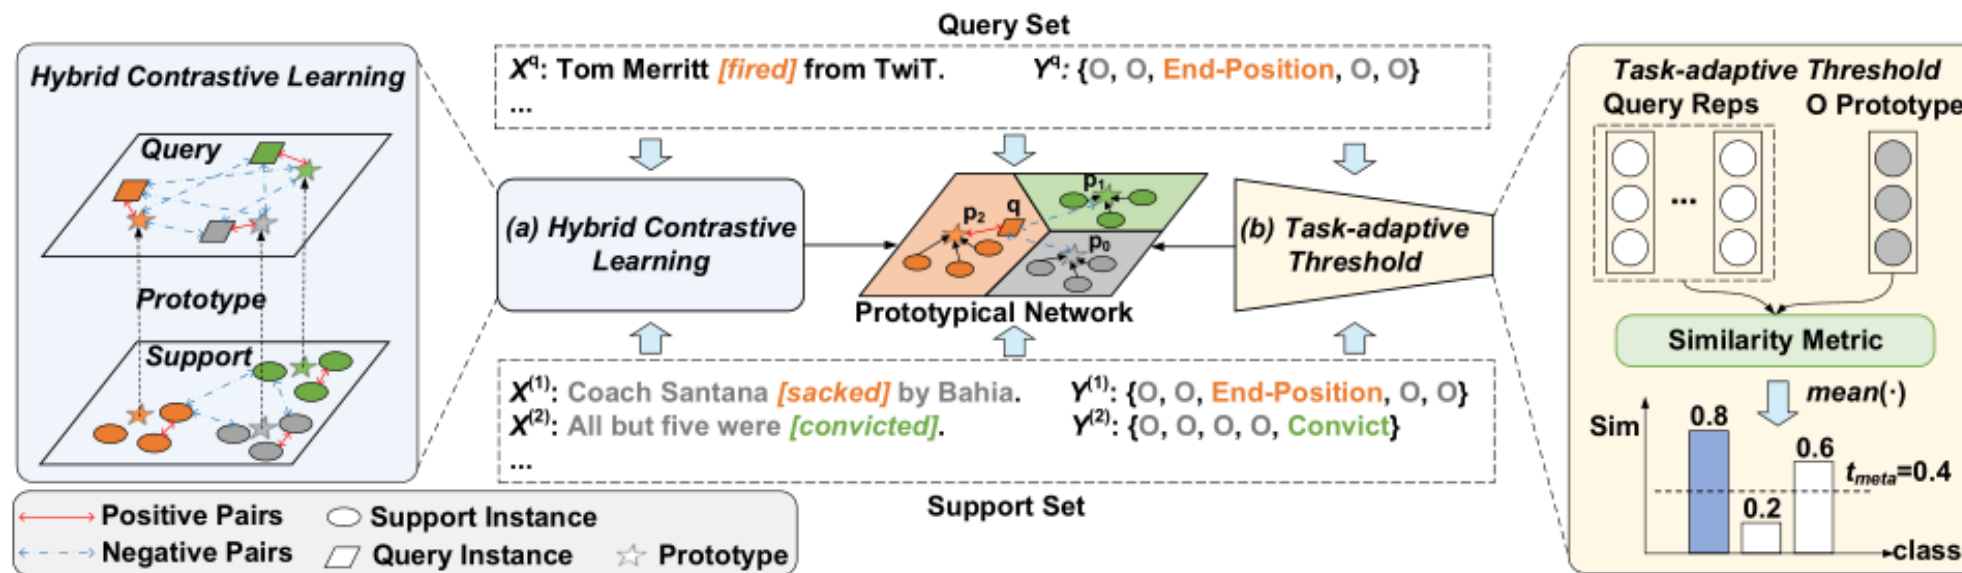 Query Set
Hybrid Contrastive Learning
Query
Prototype
Support
X^q: Tom Merritt [fired] from TwiT. Y^q: {O, O, End-Position, O, O}
...
(a) Hybrid Contrastive
Learning
p₁
p₂
q
p₀
Prototypical Network
(b) Task-adaptive
Threshold
X^(1): Coach Santana [sacked] by Bahia. Y^(1): {O, O, End-Position, O, O}
X^(2): All but five were [convicted]. Y^(2): {O, O, O, O, Convict}
...
Support Set
Task-adaptive Threshold
Query Reps O Prototype
...
Similarity Metric
mean(·)
Sim
0.8
0.6
t_meta=0.4
0.2
class
Positive Pairs Support Instance
Negative Pairs Query Instance Prototype